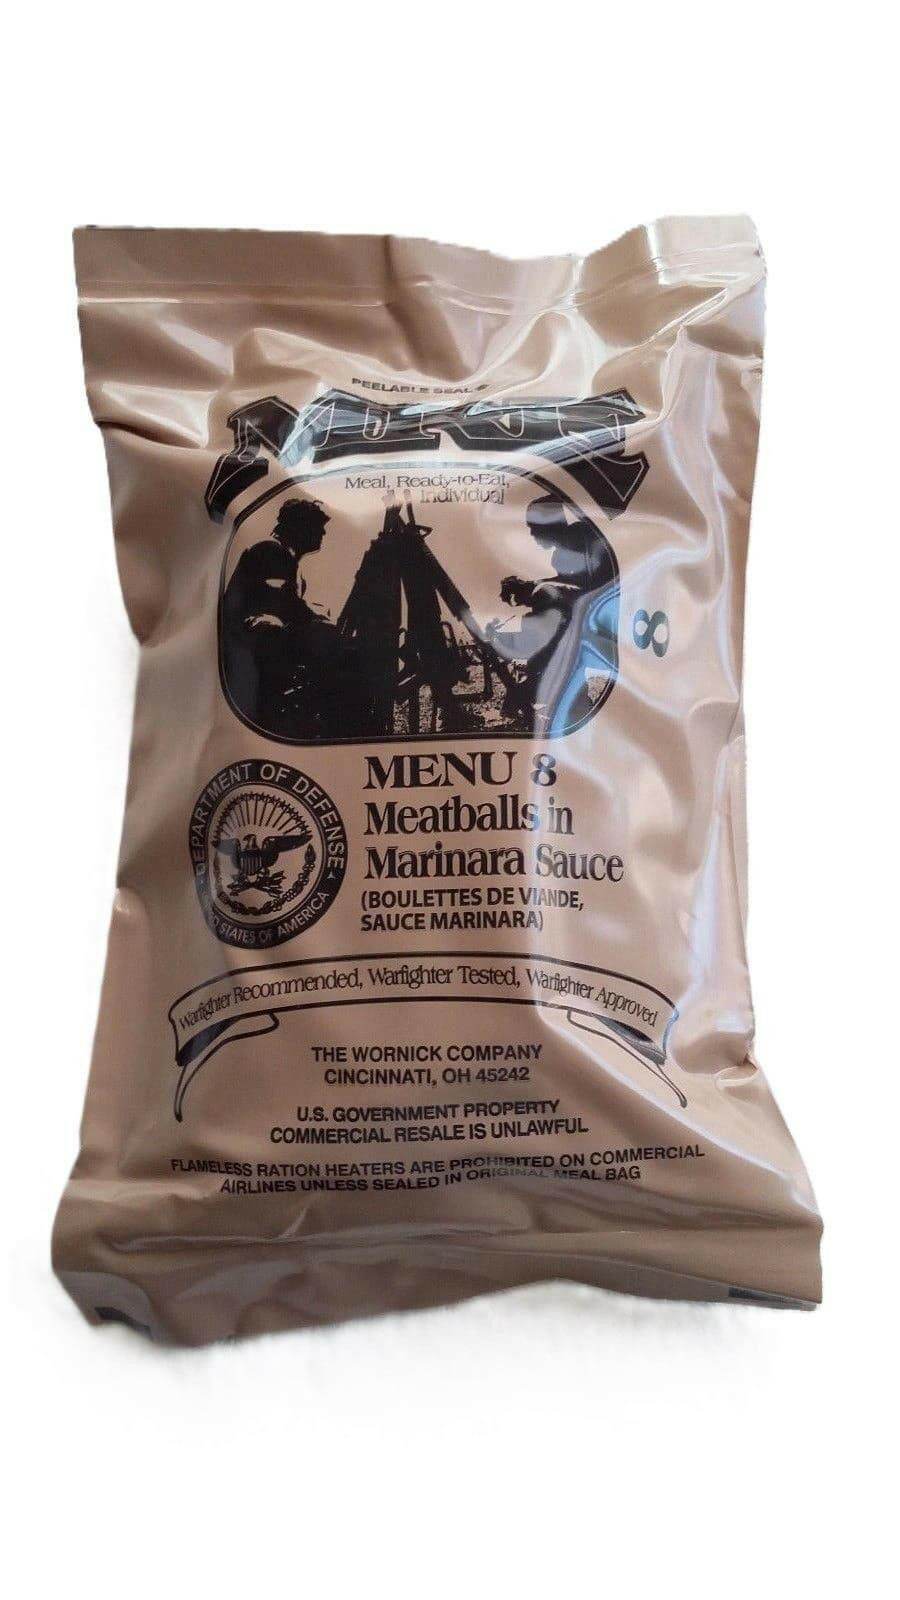 PEELABLE SEAL
MRE
Meal, Ready-to-Eat,
Individual
8
MENU 8
Meatballs in
Marinara Sauce
(BOULETTES DE VIANDE,
SAUCE MARINARA)
DEPARTMENT OF DEFENSE
STATES OF AMERICA
Warfighter Recommended, Warfighter Tested, Warfighter Approved
THE WORNICK COMPANY
CINCINNATI, OH 45242
U.S. GOVERNMENT PROPERTY
COMMERCIAL RESALE IS UNLAWFUL
FLAMELESS RATION HEATERS ARE PROHIBITED ON COMMERCIAL
AIRLINES UNLESS SEALED IN ORIGINAL MEAL BAG